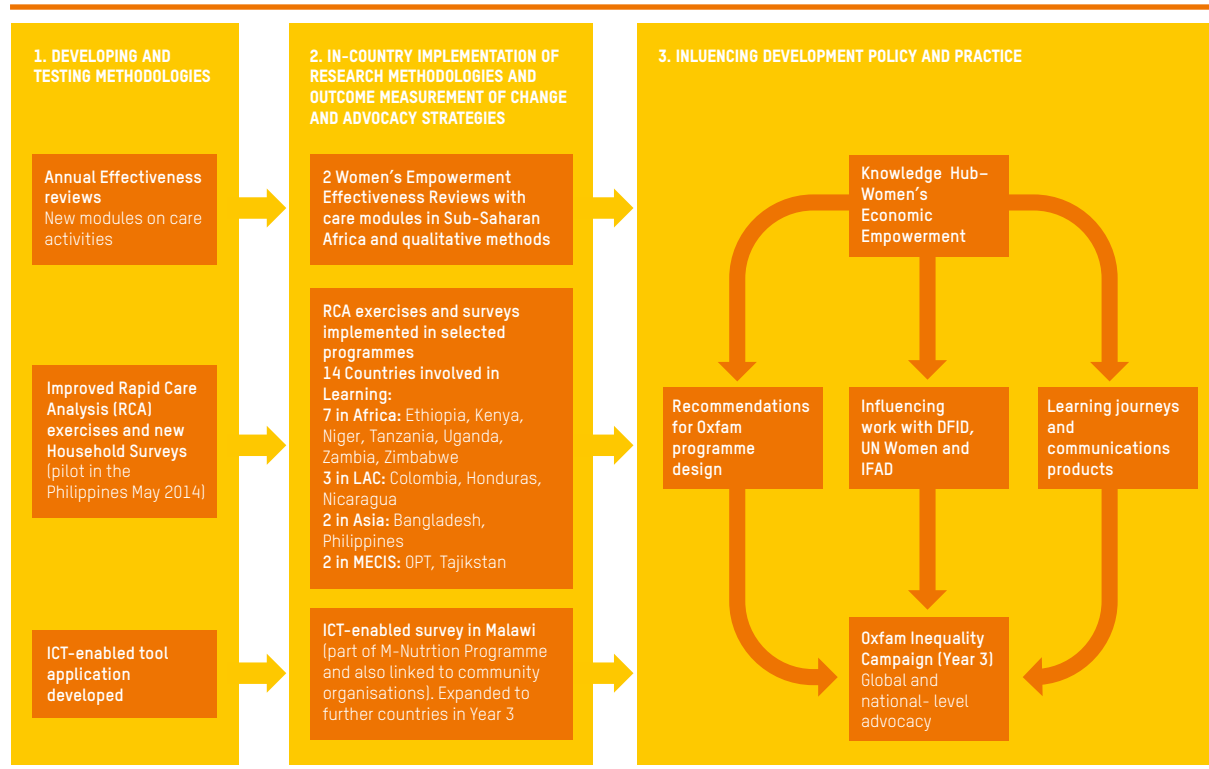 1. DEVELOPING AND
TESTING METHODOLOGIES
Annual Effectiveness
reviews
New modules on care
activities
Improved Rapid Care
Analysis (RCA)
exercises and new
Household Surveys
(pilot in the
Philippines May 2014)
ICT-enabled tool
application
developed
2. IN-COUNTRY IMPLEMENTATION OF
RESEARCH METHODOLOGIES AND
OUTCOME MEASUREMENT OF CHANGE
AND ADVOCACY STRATEGIES
2 Women's Empowerment
Effectiveness Reviews with
care modules in Sub-Saharan
Africa and qualitative methods
RCA exercises and surveys
implemented in selected
programmes
14 Countries involved in
Learning:
7 in Africa: Ethiopia, Kenya,
Niger, Tanzania, Uganda,
Zambia, Zimbabwe
3 in LAC: Colombia, Honduras,
Nicaragua
2 in Asia: Bangladesh,
Philippines
2 in MECIS: OPT, Tajikstan
ICT-enabled survey in Malawi
(part of M-Nutrtion Programme
and also linked to community
organisations). Expanded to
further countries in Year 3
3. INLUENCING DEVELOPMENT POLICY AND PRACTICE
Knowledge Hub–
Women's
Economic
Empowerment
Recommendations
for Oxfam
programme
design
Influencing
work with DFID,
UN Women and
IFAD
Learning journeys
and
communications
products
Oxfam Inequality
Campaign (Year 3)
Global and
national- level
advocacy